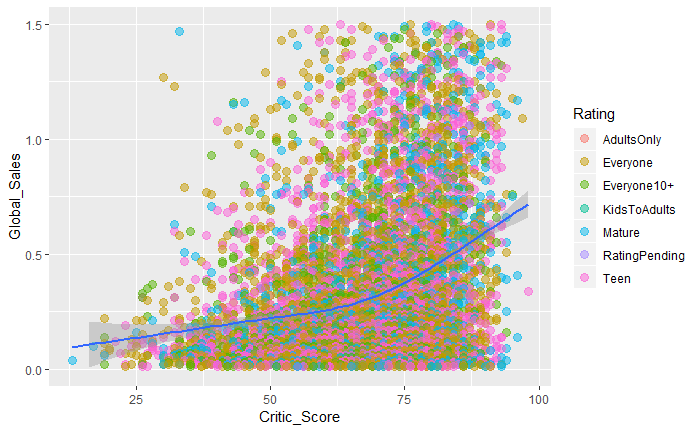 1.5
1.0
0.5
0.0
Global_Sales
25
50
75
100
Critic_Score
Rating
AdultsOnly
Everyone
Everyone10+
KidsToAdults
Mature
RatingPending
Teen